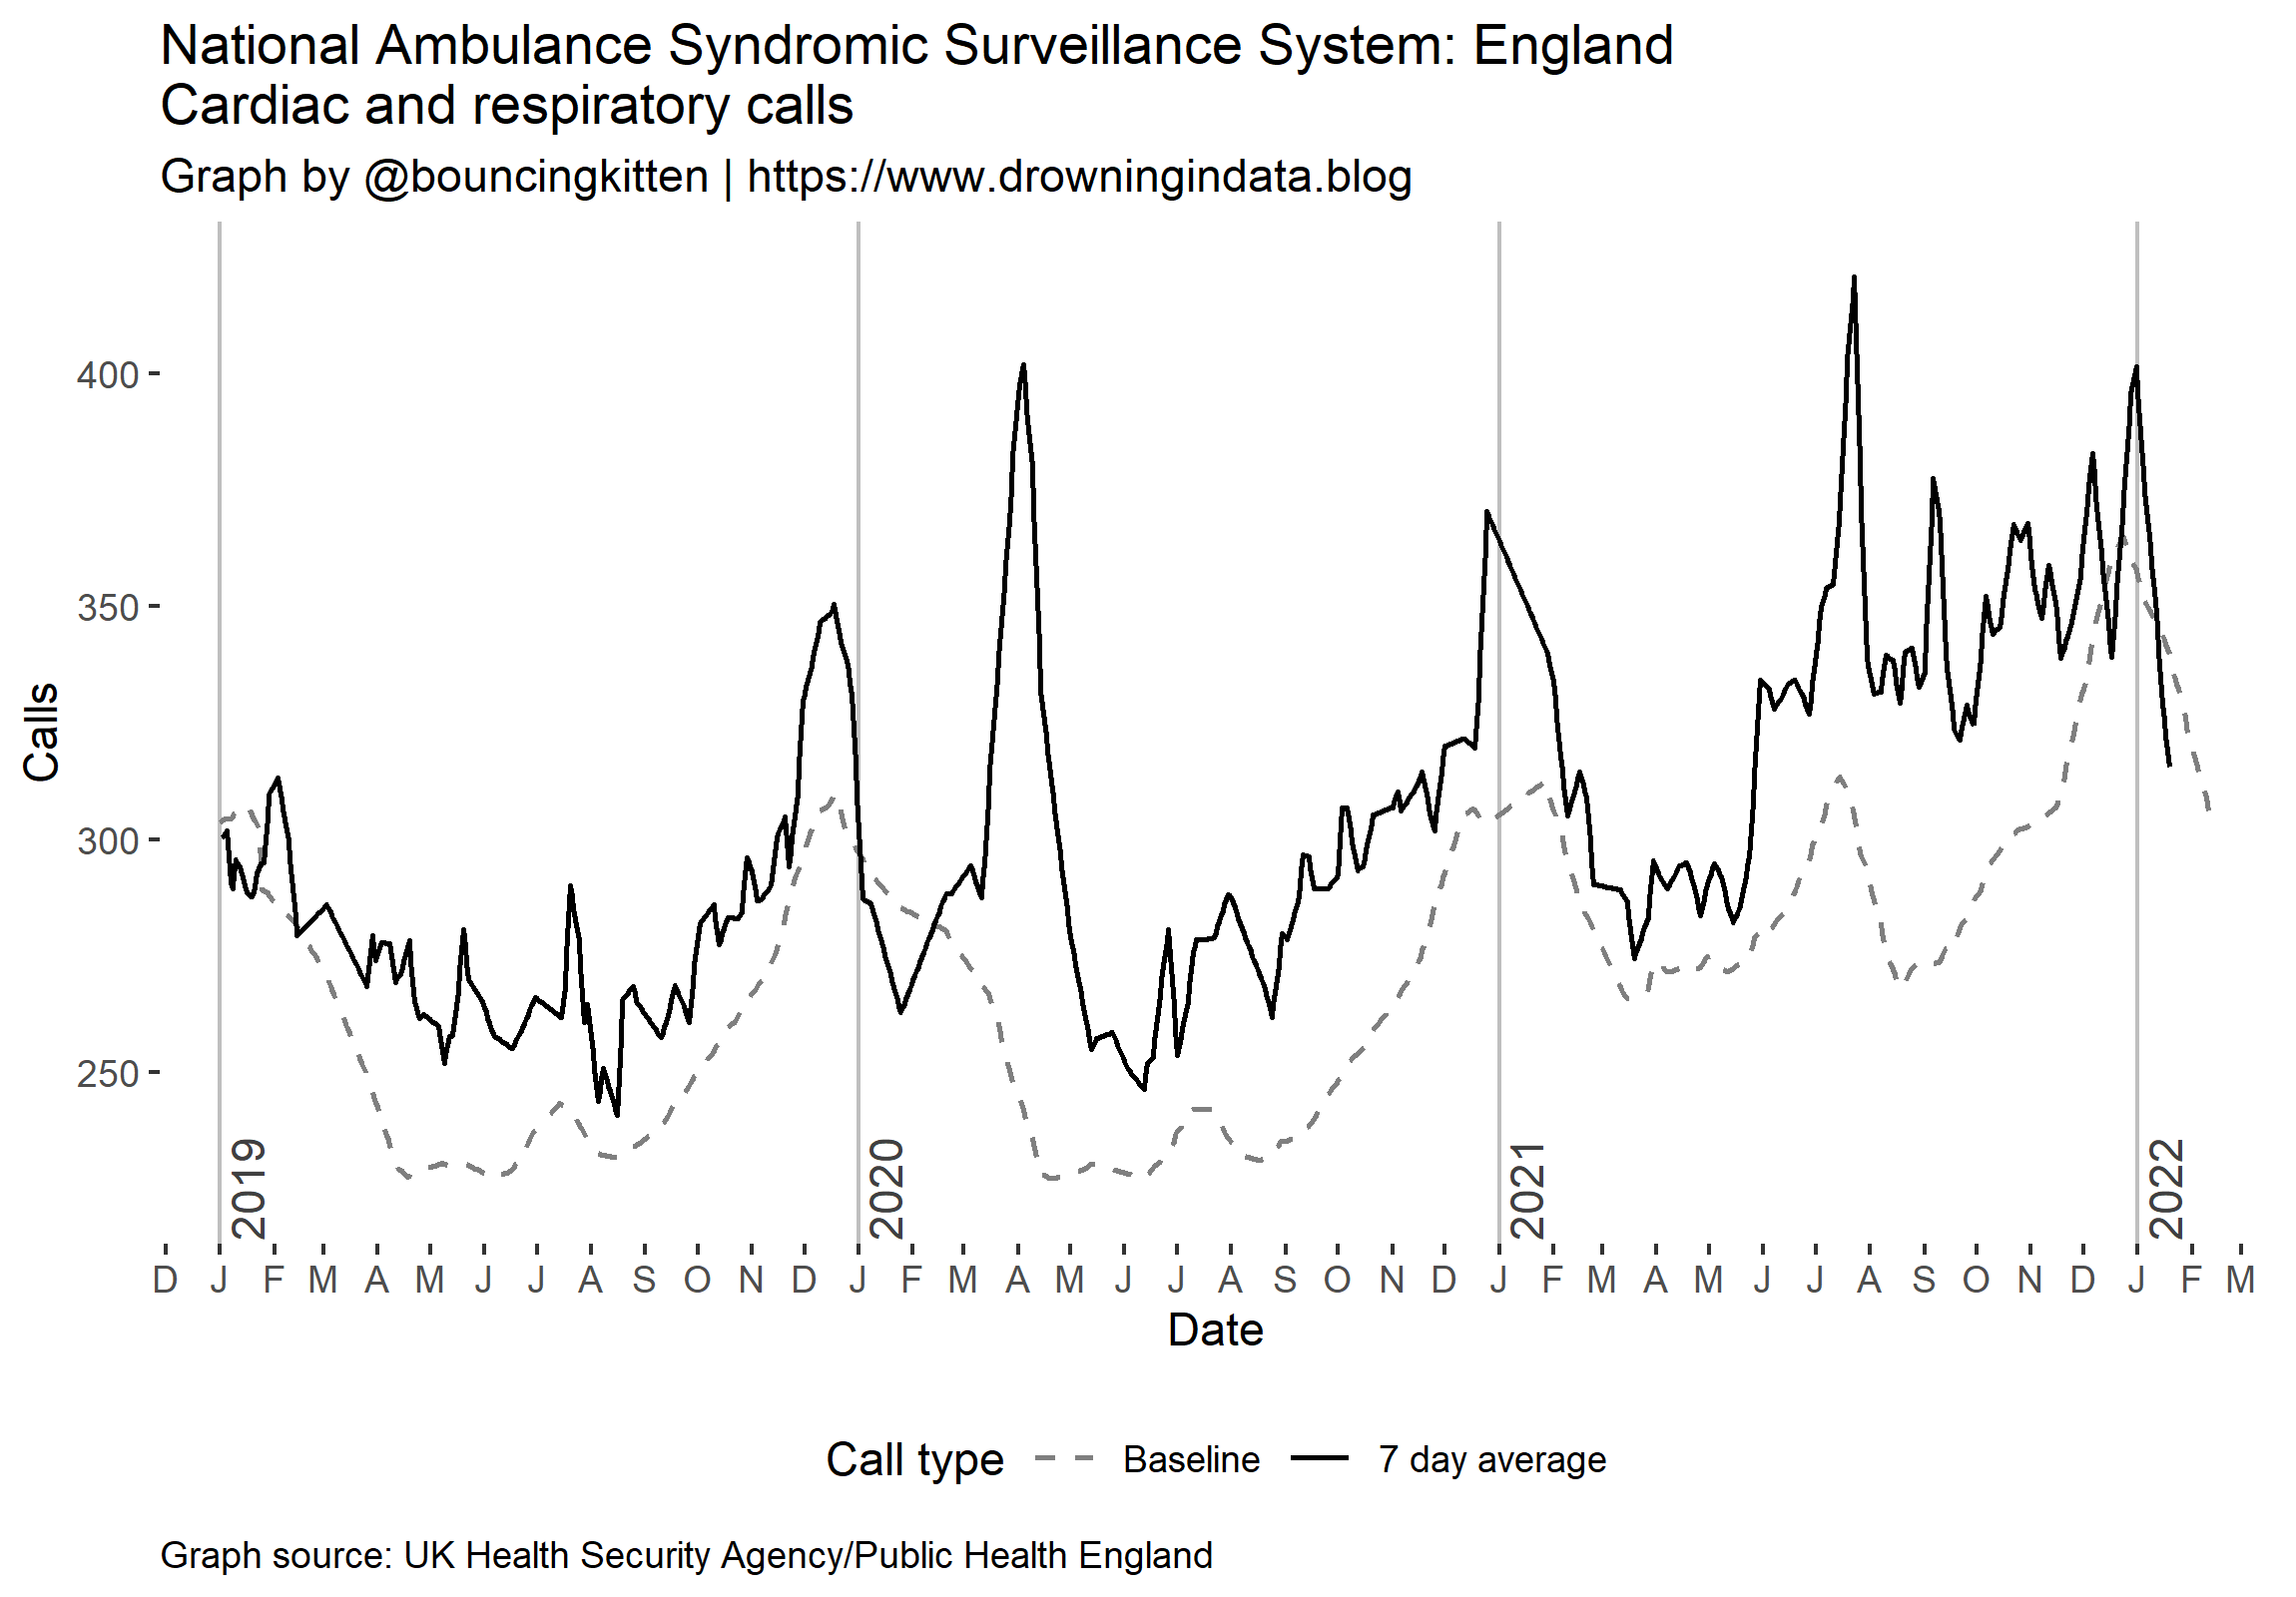 National Ambulance Syndromic Surveillance System: England
Cardiac and respiratory calls
Graph by @bouncingkitten | https://www.drowningindata.blog
Calls
400
350
300
250
2019
2020
2021
2022
D J F M A M J J A S O N D J F M A M J J A S O N D J F M A M J J A S O N D J F M
Date
Call type Baseline 7 day average
Graph source: UK Health Security Agency/Public Health England